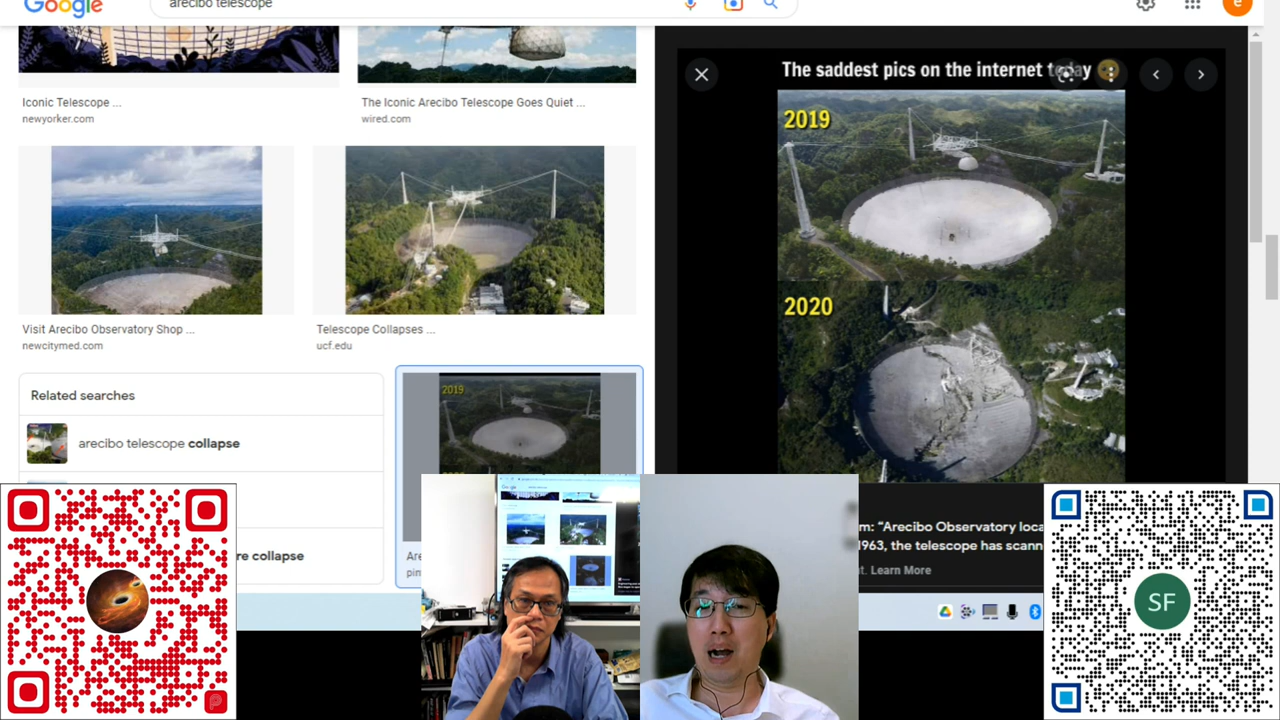 Google
arecibo telescope
e
Iconic Telescope ...
newyorker.com
The Iconic Arecibo Telescope Goes Quiet ...
wired.com
Visit Arecibo Observatory Shop ...
newcitymed.com
Telescope Collapses ...
ucf.edu
Related searches
arecibo telescope collapse
re collapse
2019
Are
pin
The saddest pics on the internet today
2019
2020
m: "Arecibo Observatory loca
1963, the telescope has scann
t. Learn More
SF